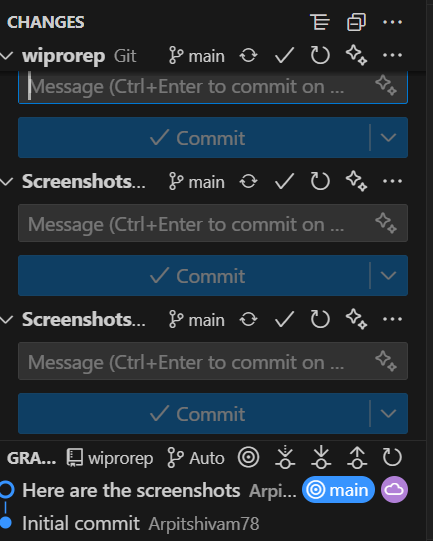 CHANGES
wiprorep Git main
Message (Ctrl+Enter to commit on ...
Commit
Screenshots... main
Message (Ctrl+Enter to commit on ...
Commit
Screenshots... main
Message (Ctrl+Enter to commit on ...
Commit
GRA... wiprorep Auto
Here are the screenshots Arpi... main
Initial commit Arpitshivam78